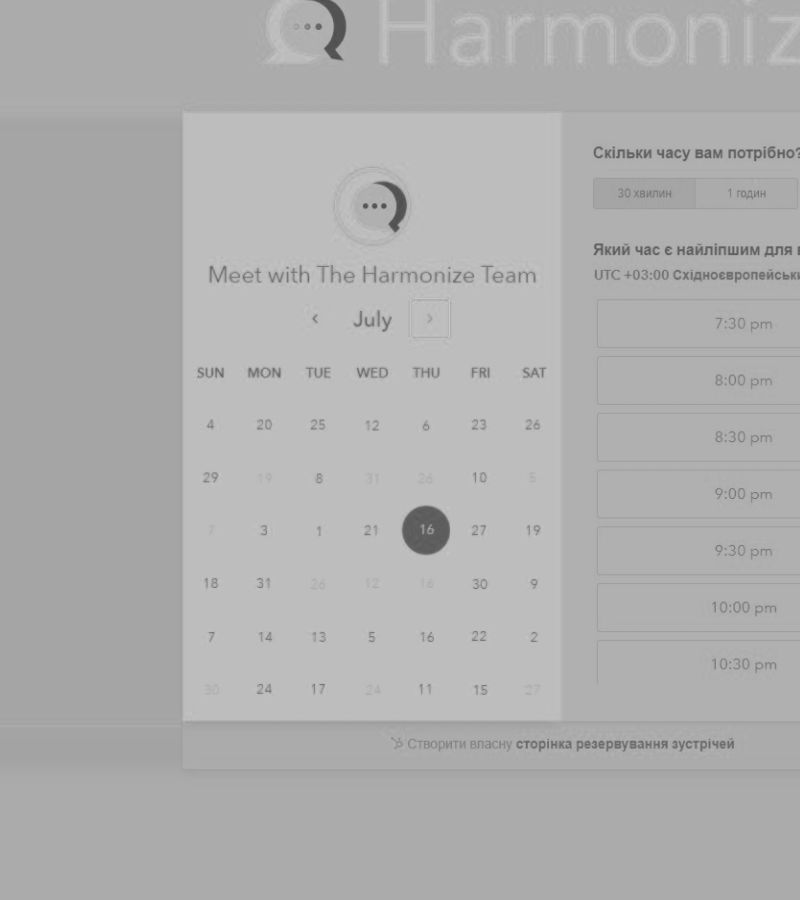 Harmoniz
Meet with The Harmonize Team
July
SUN MON TUE WED THU FRI SAT
4 20 25 12 6 23 26
29 19 8 31 26 10 5
7 3 1 21 16 27 19
18 31 26 12 16 30 9
7 14 13 5 16 22 2
30 24 17 24 11 15 27
Скільки часу вам потрібно?
30 хвилин 1 годин
Який час є найліпшим для
UTC +03:00 Східноєвропейськи
7:30 pm
8:00 pm
8:30 pm
9:00 pm
9:30 pm
10:00 pm
10:30 pm
Створити власну сторінка резервування зустрічей